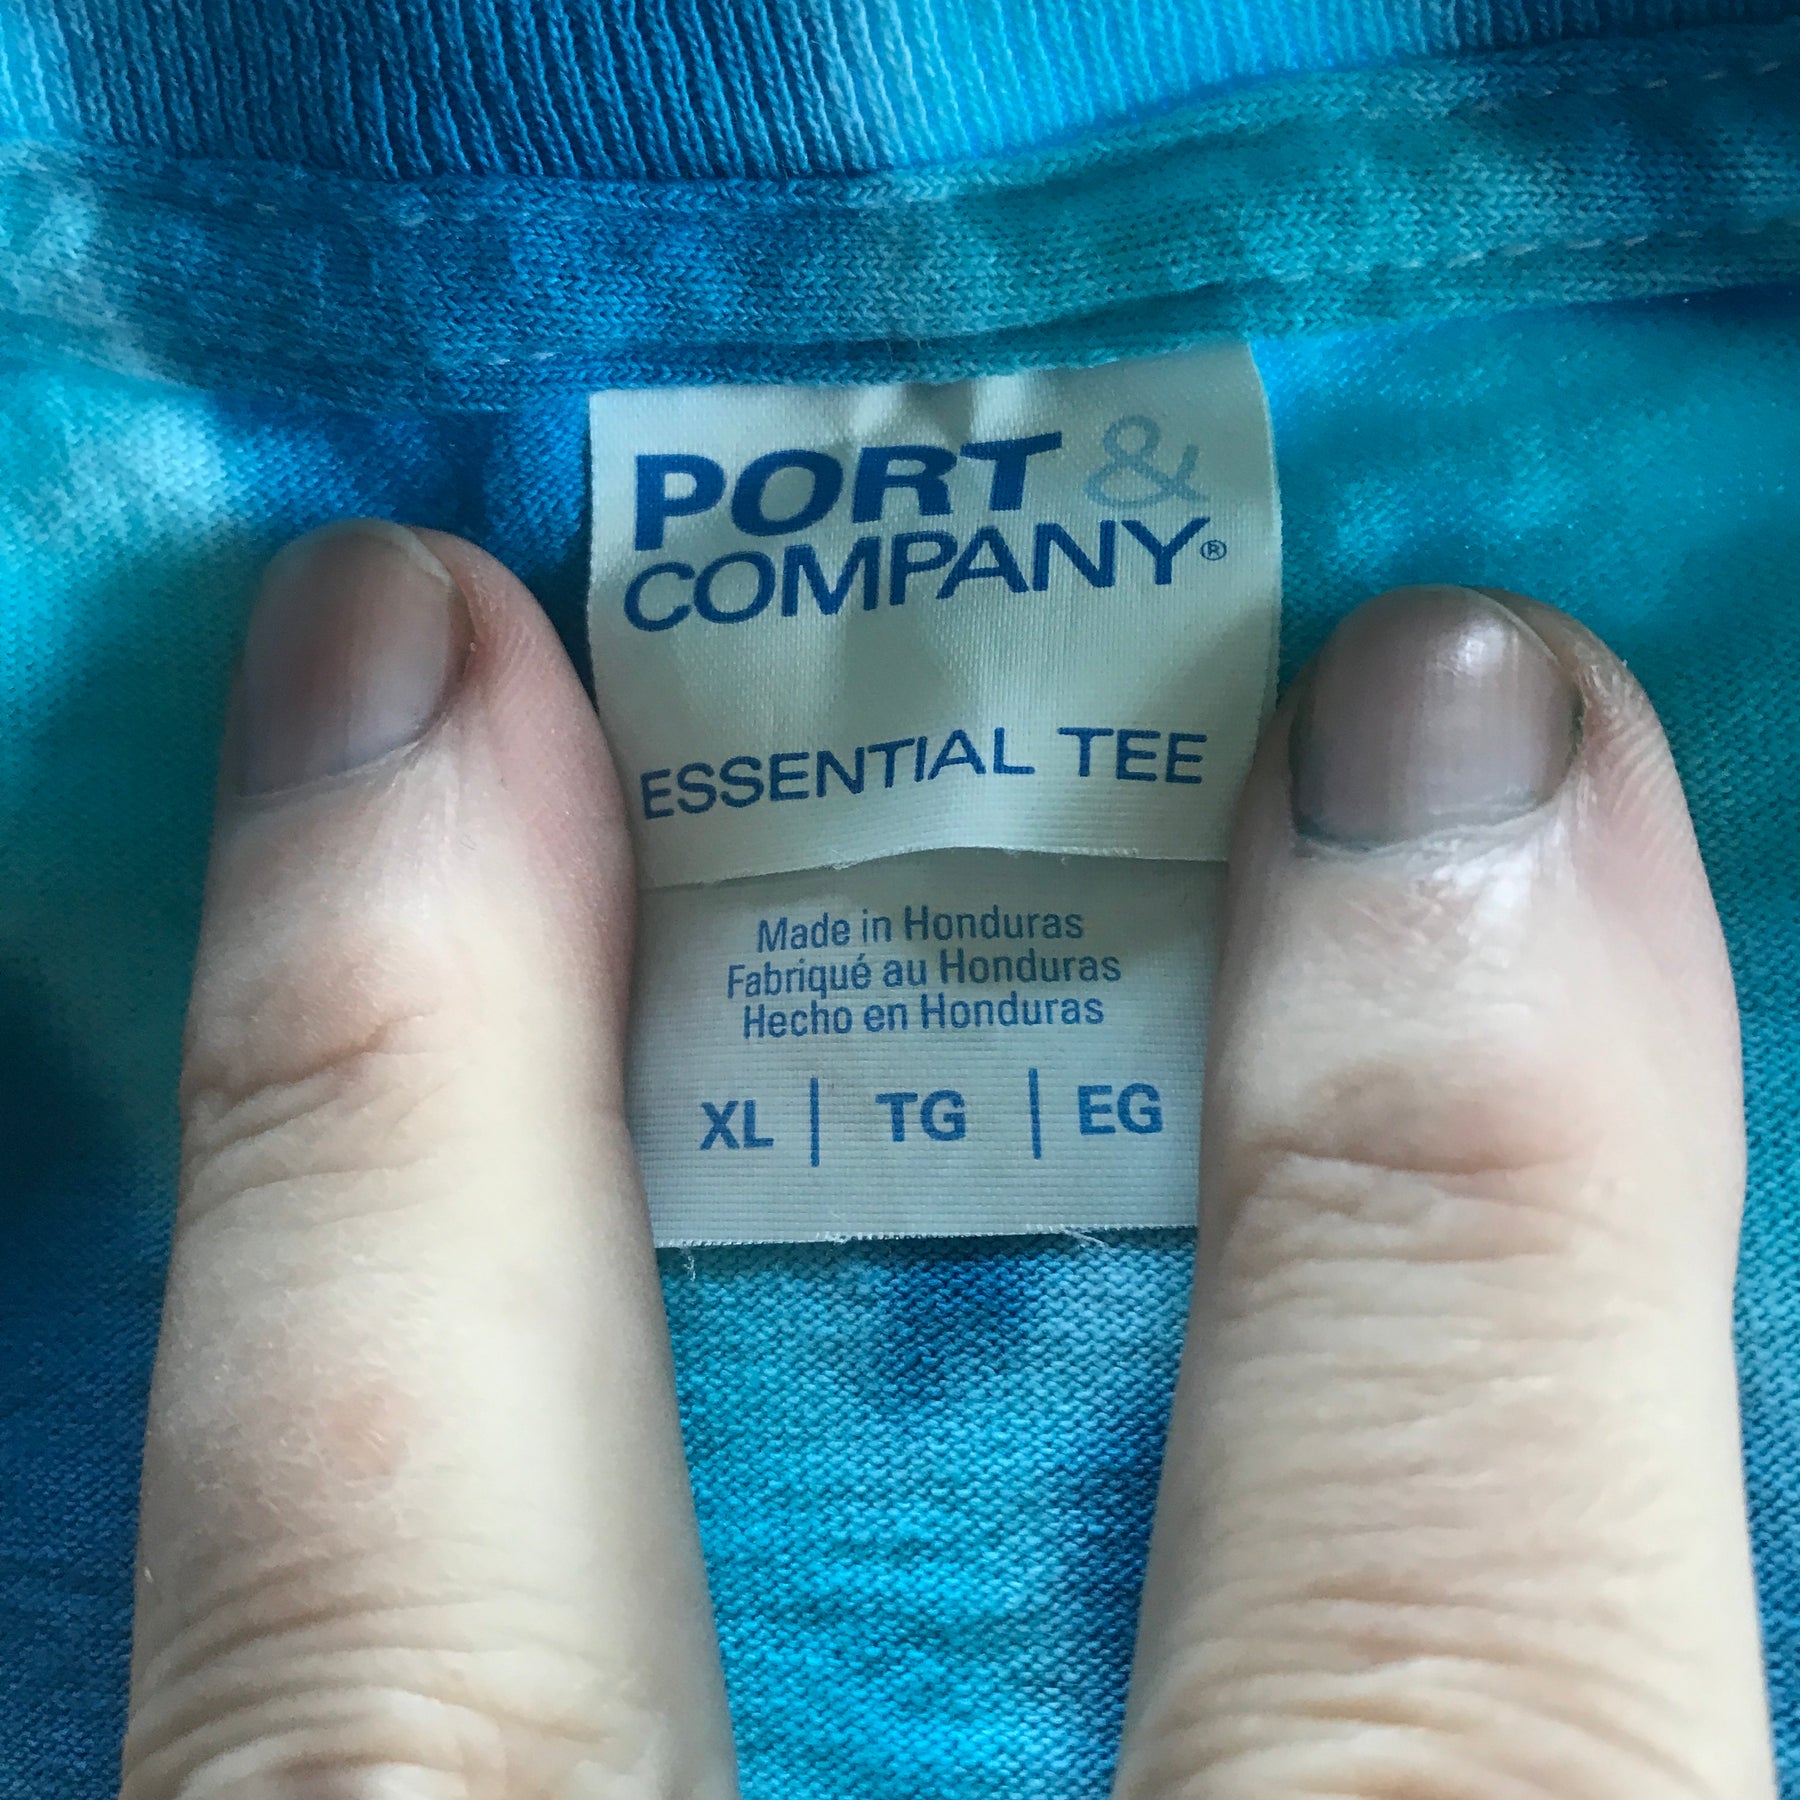 PORT &
COMPANY®
ESSENTIAL TEE
Made in Honduras
Fabriqué au Honduras
Hecho en Honduras
XL | TG | EG